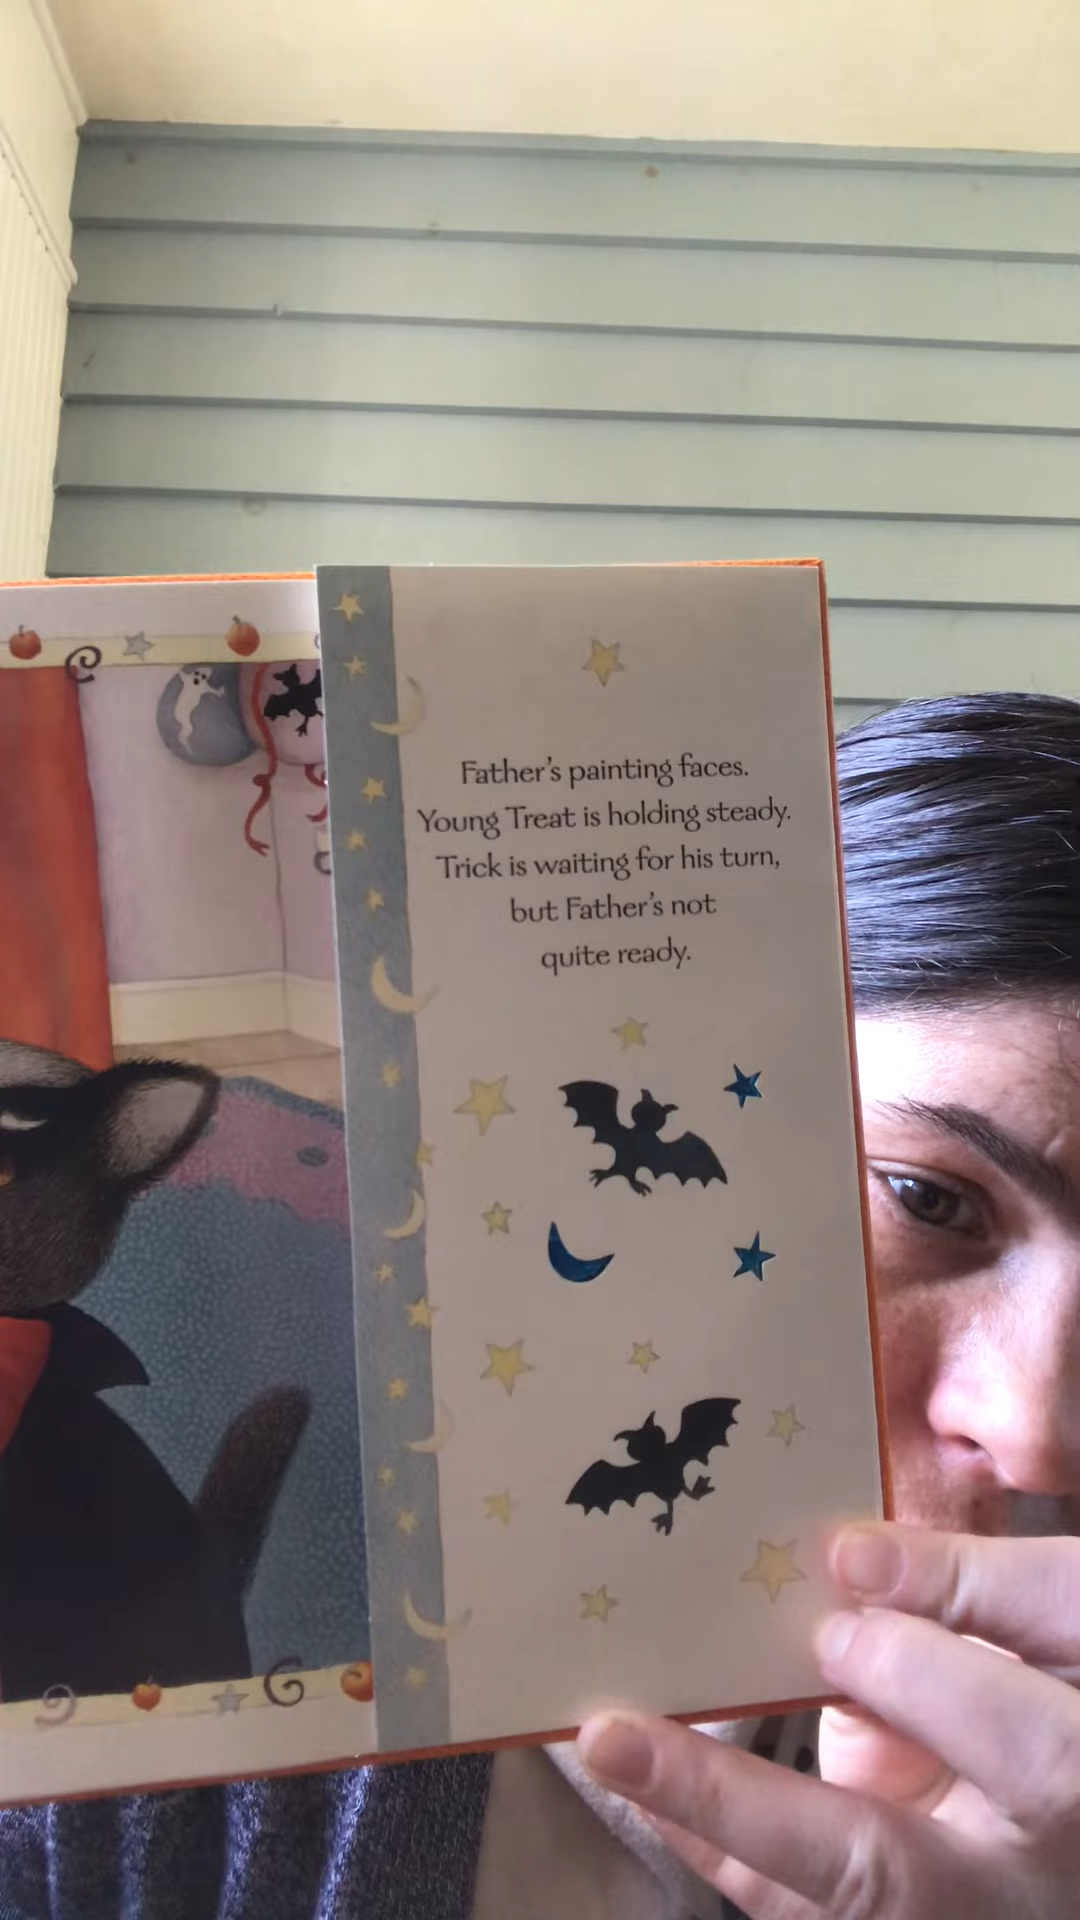 Father's painting faces.
Young Treat is holding steady.
Trick is waiting for his turn,
but Father's not
quite ready.